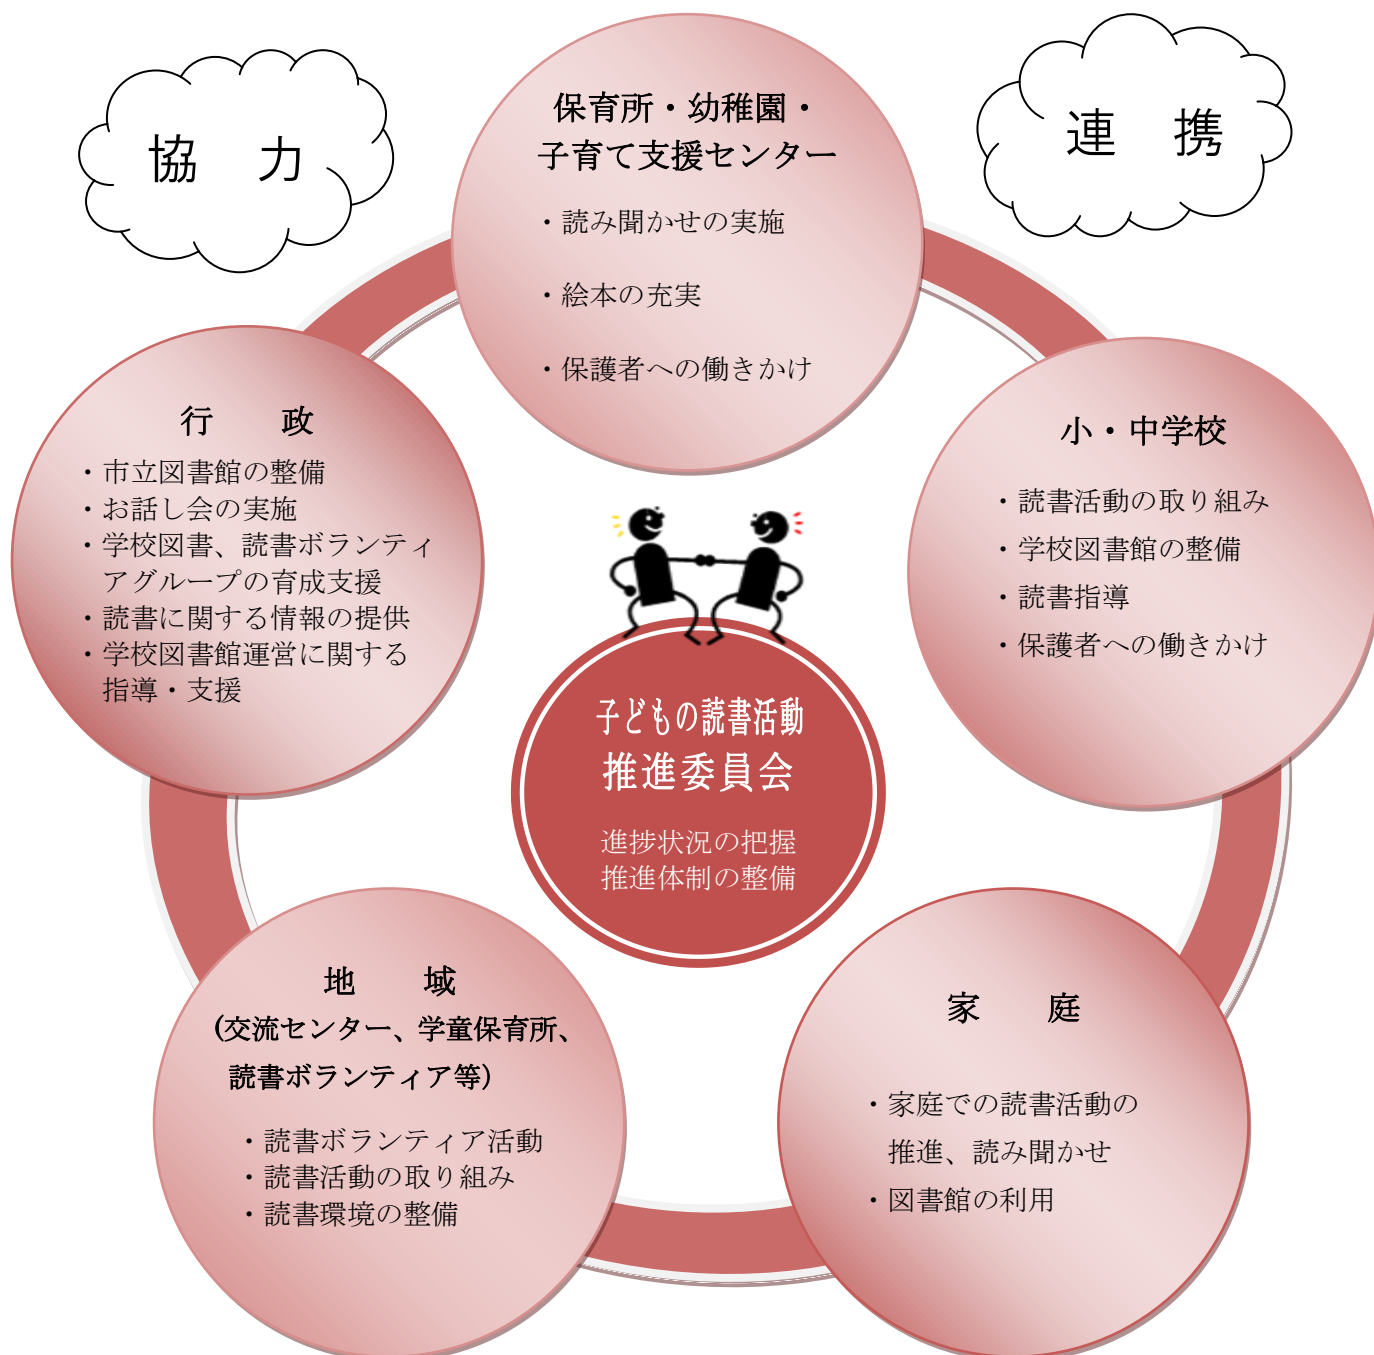 協　力
連　携
保育所・幼稚園・
子育て支援センター
・読み聞かせの実施
・絵本の充実
・保護者への働きかけ
行　政
・市立図書館の整備
・お話し会の実施
・学校図書、読書ボランティ
アグループの育成支援
・読書に関する情報の提供
・学校図書館運営に関する
指導・支援
小・中学校
・読書活動の取り組み
・学校図書館の整備
・読書指導
・保護者への働きかけ
子どもの読書活動
推進委員会
進捗状況の把握
推進体制の整備
地　域
(交流センター、学童保育所、
読書ボランティア等)
・読書ボランティア活動
・読書活動の取り組み
・読書環境の整備
家　庭
・家庭での読書活動の
推進、読み聞かせ
・図書館の利用